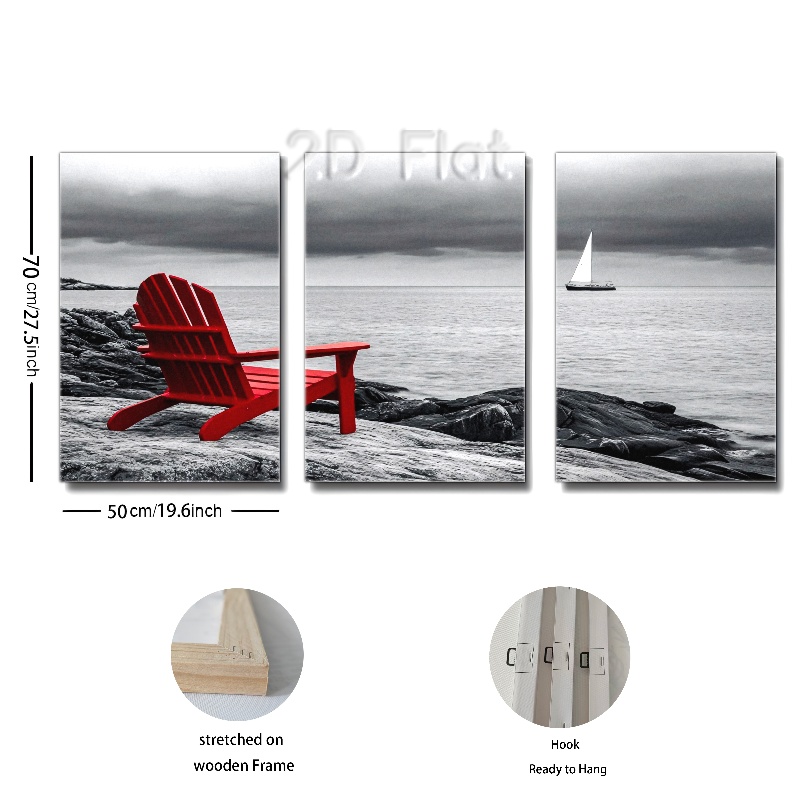 2D Flat
70 cm/27.5inch
50 cm/19.6inch
stretched on
wooden Frame
Hook
Ready to Hang